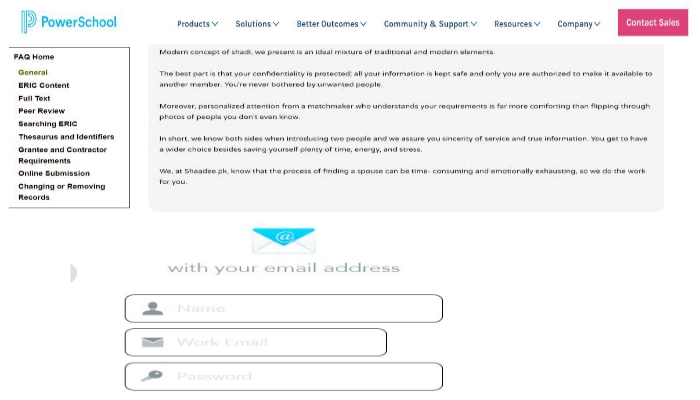 PowerSchool
Products
Solutions
Better Outcomes
Community & Support
Resources
Company
Contact Sales
FAQ Home
General
ERIC Content
Full Text
Peer Review
Searching ERIC
Thesaurus and Identifiers
Grantee and Contractor
Requirements
Online Submission
Changing or Removing
Records
Modern concept of shadi, we present is an ideal mixture of traditional and modern elements.
The best part is that your confidentiality is protected; all your information is kept safe and only you are authorized to make it available to
another member. You're never bothered by unwanted people.
Moreover, personalized attention from a matchmaker who understands your requirements is far more comforting than flipping through
photos of people you don't even know.
In short, we know both sides when introducing two people and we assure you sincerity of service and true information. You get to have
a wider choice besides saving yourself plenty of time, energy, and stress.
We, at Shaadee.pk, know that the process of finding a spouse can be time- consuming and emotionally exhausting, so we do the work
for you.
@
with your email address
Name
Work Email
Password